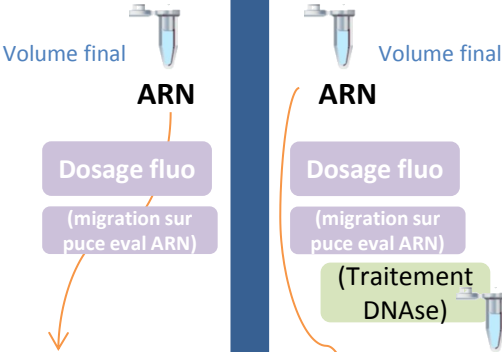 Volume final
ARN
Dosage fluo
(migration sur
puce eval ARN)
Volume final
ARN
Dosage fluo
(migration sur
puce eval ARN)
(Traitement
DNAse)